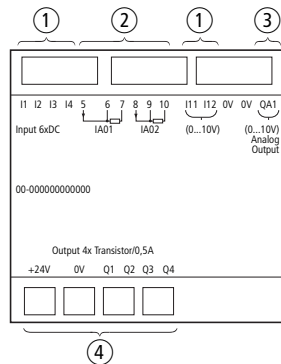 1 2 1 3
I1 I2 I3 I4 5 6 7 8 9 10 I11 I12 0V 0V QA1
Input 6xDC IA01 IA02 (0...10V) (0...10V)
Analog
Output
00-000000000000
Output 4x Transistor/0,5A
+24V 0V Q1 Q2 Q3 Q4
4